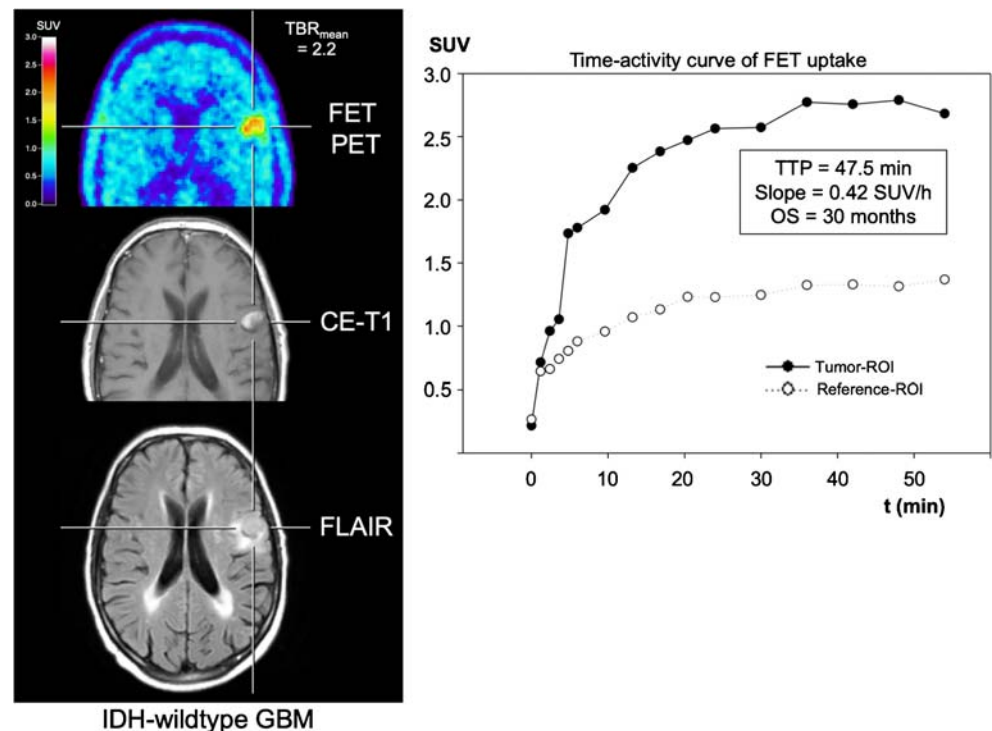 SUV
3.0
2.5
2.0
1.5
1.0
0.5
0.0
TBRmean
= 2.2
FET
PET
CE-T1
FLAIR
IDH-wildtype GBM
SUV
Time-activity curve of FET uptake
3.0
2.5
2.0
1.5
1.0
0.5
TTP = 47.5 min
Slope = 0.42 SUV/h
OS = 30 months
Tumor-ROI
Reference-ROI
0 10 20 30 40 50
t (min)